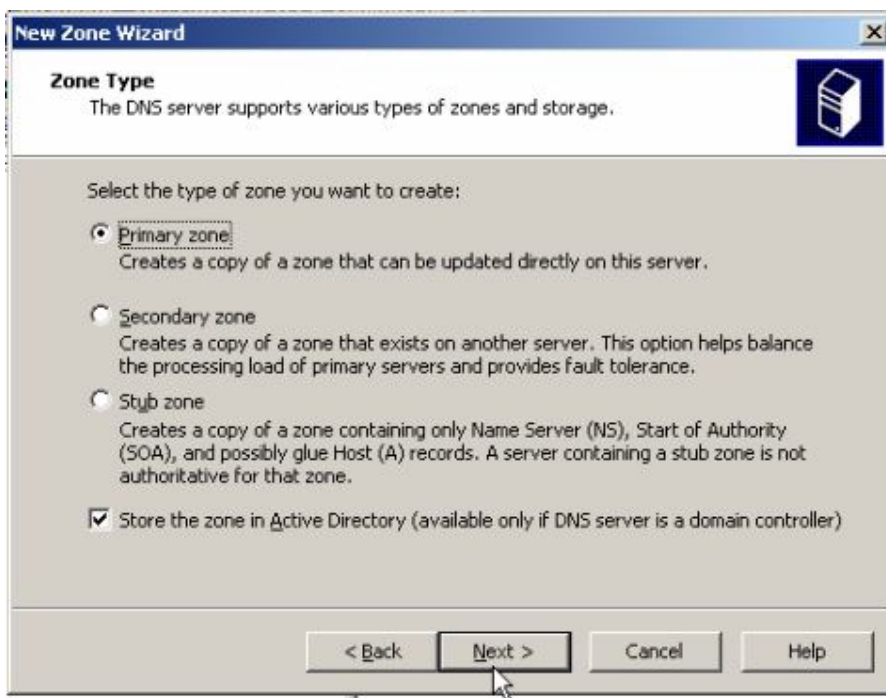 New Zone Wizard
Zone Type
The DNS server supports various types of zones and storage.
Select the type of zone you want to create:
Primary zone
Creates a copy of a zone that can be updated directly on this server.
Secondary zone
Creates a copy of a zone that exists on another server. This option helps balance
the processing load of primary servers and provides fault tolerance.
Stub zone
Creates a copy of a zone containing only Name Server (NS), Start of Authority
(SOA), and possibly glue Host (A) records. A server containing a stub zone is not
authoritative for that zone.
Store the zone in Active Directory (available only if DNS server is a domain controller)
< Back Next > Cancel Help